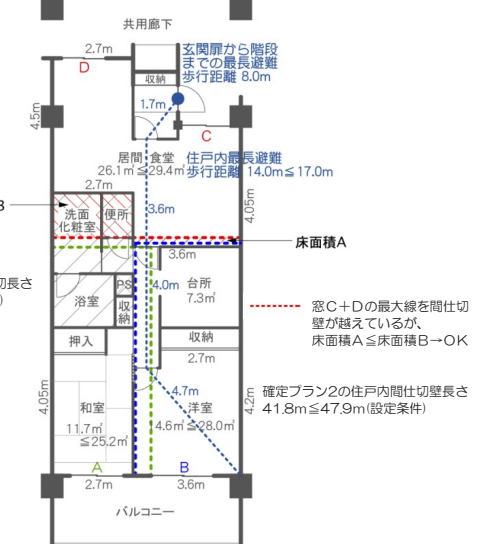 共用廊下
2.7m
D
玄関扉から階段
までの最長避難
歩行距離 8.0m
収納
1.7m
4.5m
C
居間 食堂
26.1㎡≦29.4㎡
住戸内最長避難
歩行距離 14.0m≦17.0m
2.7m
3.6m
4.05m
洗面
化粧室
便所
床面積A
3.6m
切長さ
台所
7.3㎡
4.0m
PS
浴室
収
納
窓C+Dの最大線を間仕切
壁が越えているが、
床面積A≦床面積B→OK
押入
収納
2.7m
4.05m
4.7m
4.2m
確定プラン2の住戸内間仕切壁長さ
41.8m≦47.9m(設定条件)
和室
11.7㎡
≦25.2㎡
洋室
14.6㎡≦28.0㎡
A
B
2.7m
3.6m
バルコニー